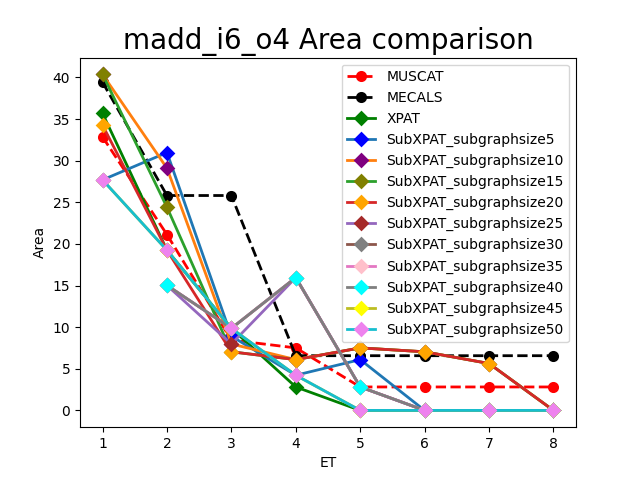 madd_i6_o4 Area comparison
MUSCAT
MECALS
XPAT
SubXPAT_subgraphsize5
SubXPAT_subgraphsize10
SubXPAT_subgraphsize15
SubXPAT_subgraphsize20
SubXPAT_subgraphsize25
SubXPAT_subgraphsize30
SubXPAT_subgraphsize35
SubXPAT_subgraphsize40
SubXPAT_subgraphsize45
SubXPAT_subgraphsize50
40
35
30
25
20
15
10
5
0
Area
1 2 3 4 5 6 7 8
ET